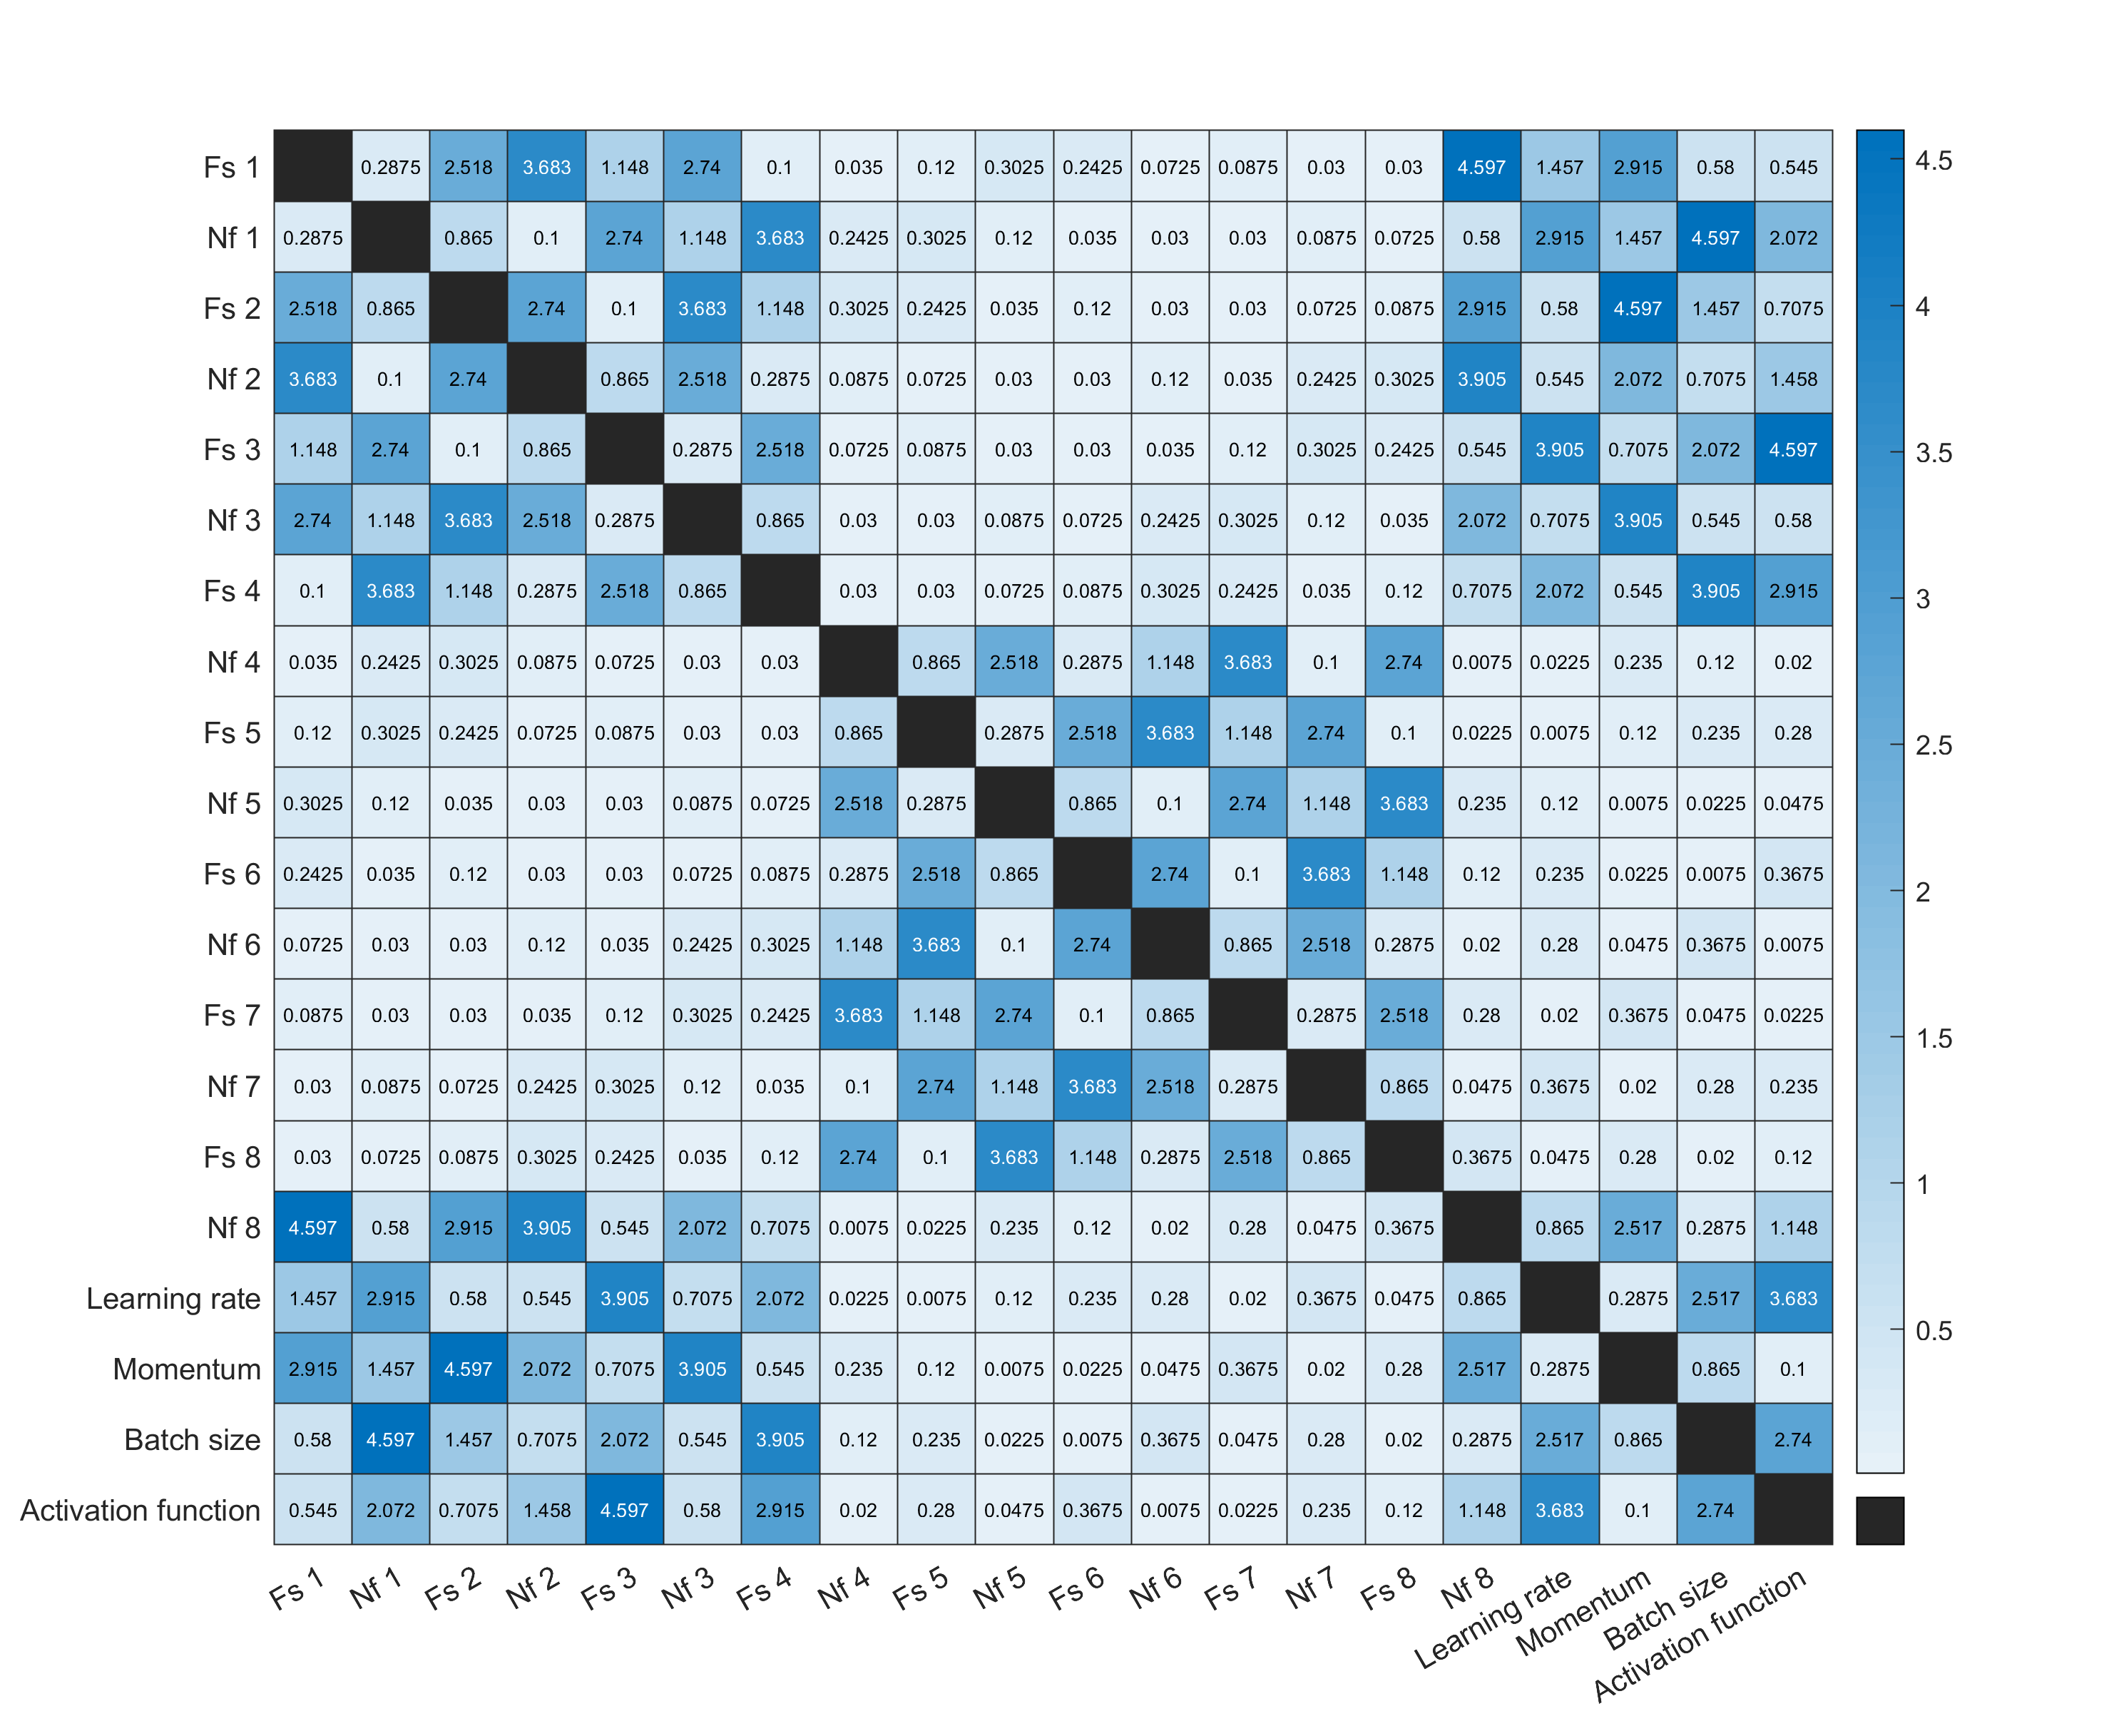 Fs 1 0.2875 2.518 3.683 1.148 2.74 0.1 0.035 0.12 0.3025 0.2425 0.0725 0.0875 0.03 0.03 4.597 1.457 2.915 0.58 0.545
Nf 1 0.2875 0.865 0.1 2.74 1.148 3.683 0.2425 0.3025 0.12 0.035 0.03 0.03 0.0875 0.0725 0.58 2.915 1.457 4.597 2.072
Fs 2 2.518 0.865 2.74 0.1 3.683 1.148 0.3025 0.2425 0.035 0.12 0.03 0.03 0.0725 0.0875 2.915 0.58 4.597 1.457 0.7075
Nf 2 3.683 0.1 2.74 0.865 2.518 0.2875 0.0875 0.0725 0.03 0.03 0.12 0.035 0.2425 0.3025 3.905 0.545 2.072 0.7075 1.458
Fs 3 1.148 2.74 0.1 0.865 0.2875 2.518 0.0725 0.0875 0.03 0.03 0.035 0.12 0.3025 0.2425 0.545 3.905 0.7075 2.072 4.597
Nf 3 2.74 1.148 3.683 2.518 0.2875 0.865 0.03 0.03 0.0875 0.0725 0.2425 0.3025 0.12 0.035 2.072 0.7075 3.905 0.545 0.58
Fs 4 0.1 3.683 1.148 0.2875 2.518 0.865 0.03 0.03 0.0725 0.0875 0.3025 0.2425 0.035 0.12 0.7075 2.072 0.545 3.905 2.915
Nf 4 0.035 0.2425 0.3025 0.0875 0.0725 0.03 0.03 0.865 2.518 0.2875 1.148 3.683 0.1 2.74 0.0075 0.0225 0.235 0.12 0.02
Fs 5 0.12 0.3025 0.2425 0.0725 0.0875 0.03 0.03 0.865 0.2875 2.518 3.683 1.148 2.74 0.1 0.0225 0.0075 0.12 0.235 0.28
Nf 5 0.3025 0.12 0.035 0.03 0.03 0.0875 0.0725 2.518 0.2875 0.865 0.1 2.74 1.148 3.683 0.235 0.12 0.0075 0.0225 0.0475
Fs 6 0.2425 0.035 0.12 0.03 0.03 0.0725 0.0875 0.2875 2.518 0.865 2.74 0.1 3.683 1.148 0.12 0.235 0.0225 0.0075 0.3675
Nf 6 0.0725 0.03 0.03 0.12 0.035 0.2425 0.3025 1.148 3.683 0.1 2.74 0.865 2.518 0.2875 0.02 0.28 0.0475 0.3675 0.0075
Fs 7 0.0875 0.03 0.03 0.035 0.12 0.3025 0.2425 3.683 1.148 2.74 0.1 0.865 0.2875 2.518 0.28 0.02 0.3675 0.0475 0.0225
Nf 7 0.03 0.0875 0.0725 0.2425 0.3025 0.12 0.035 0.1 2.74 1.148 3.683 2.518 0.2875 0.865 0.0475 0.3675 0.02 0.28 0.235
Fs 8 0.03 0.0725 0.0875 0.3025 0.2425 0.035 0.12 2.74 0.1 3.683 1.148 0.2875 2.518 0.865 0.3675 0.0475 0.28 0.02 0.12
Nf 8 4.597 0.58 2.915 3.905 0.545 2.072 0.7075 0.0075 0.0225 0.235 0.12 0.02 0.28 0.0475 0.3675 0.865 2.517 0.2875 1.148
Learning rate 1.457 2.915 0.58 0.545 3.905 0.7075 2.072 0.0225 0.0075 0.12 0.235 0.28 0.02 0.3675 0.0475 0.865 0.2875 2.517 3.683
Momentum 2.915 1.457 4.597 2.072 0.7075 3.905 0.545 0.235 0.12 0.0075 0.0225 0.0475 0.3675 0.02 0.28 2.517 0.2875 0.865 0.1
Batch size 0.58 4.597 1.457 0.7075 2.072 0.545 3.905 0.12 0.235 0.0225 0.0075 0.3675 0.0475 0.28 0.02 0.2875 2.517 0.865 2.74
Activation function 0.545 2.072 0.7075 1.458 4.597 0.58 2.915 0.02 0.28 0.0475 0.3675 0.0075 0.0225 0.235 0.12 1.148 3.683 0.1 2.74
Fs 1 Nf 1 Fs 2 Nf 2 Fs 3 Nf 3 Fs 4 Nf 4 Fs 5 Nf 5 Fs 6 Nf 6 Fs 7 Nf 7 Fs 8 Nf 8 Learning rate Momentum Batch size Activation function
4.5
4
3.5
3
2.5
2
1.5
1
0.5